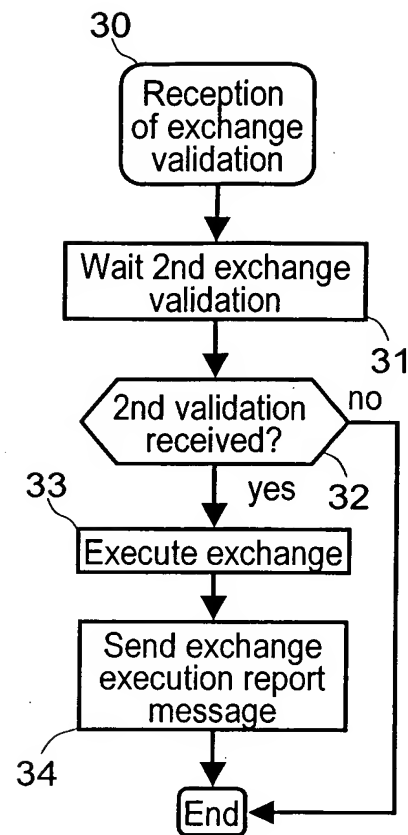 30
Reception
of exchange
validation
Wait 2nd exchange
validation
31
2nd validation
received?
no
32
yes
33
Execute exchange
Send exchange
execution report
message
34
End